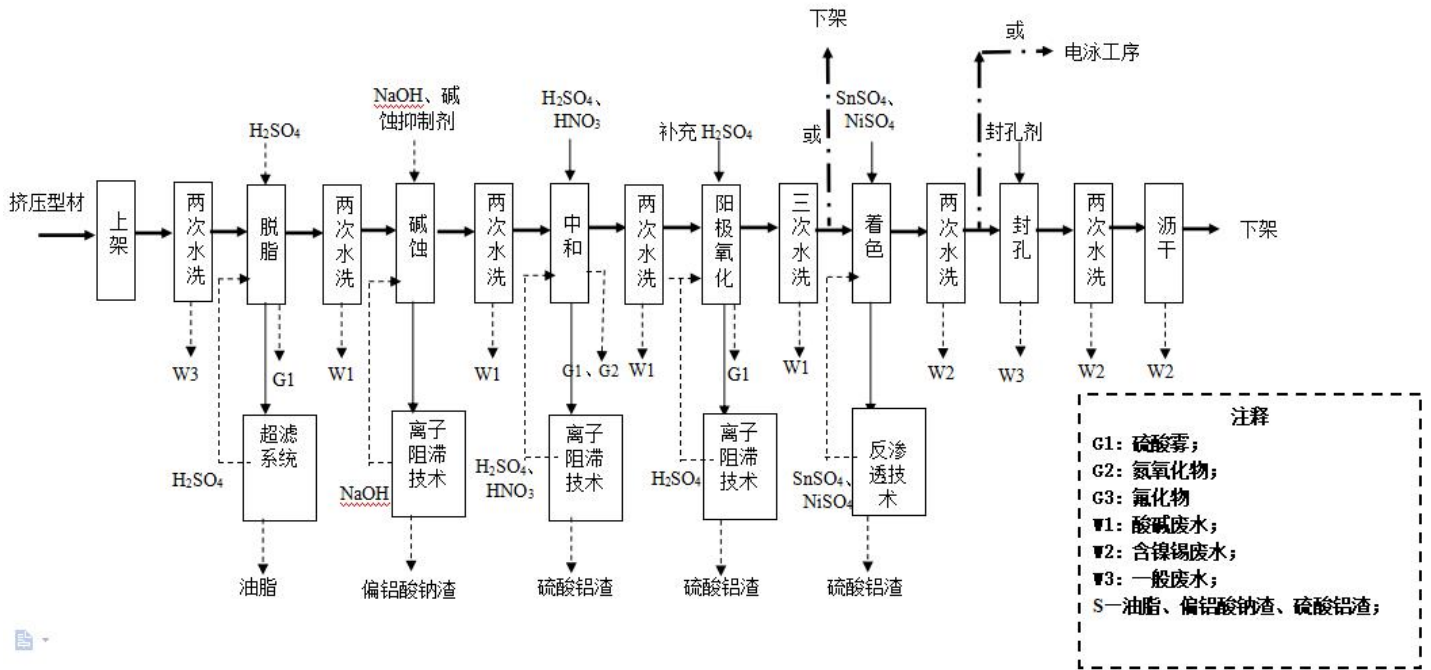 下架
或
电泳工序
NaOH、碱
蚀抑制剂
H2SO4、
HNO3
SnSO4、
NiSO4
H2SO4
补充 H2SO4
或
封孔剂
挤压型材
上架
两次水洗
脱脂
两次水洗
碱蚀
两次水洗
中和
两次水洗
阳极氧化
三次水洗
着色
两次水洗
封孔
两次水洗
沥干
下架
W3
G1
W1
W1
G1、G2
W1
G1
W1
W2
W3
W2
W2
超滤
系统
离子
阻滞
技术
离子
阻滞
技术
离子
阻滞
技术
反渗
透技
术
H2SO4
NaOH
H2SO4、
HNO3
H2SO4
SnSO4、
NiSO4
油脂
偏铝酸钠渣
硫酸铝渣
硫酸铝渣
硫酸铝渣
注释
G1：硫酸雾；
G2：氮氧化物；
G3：氟化物
W1：酸碱废水；
W2：含镍锡废水；
W3：一般废水；
S—油脂、偏铝酸钠渣、硫酸铝渣；